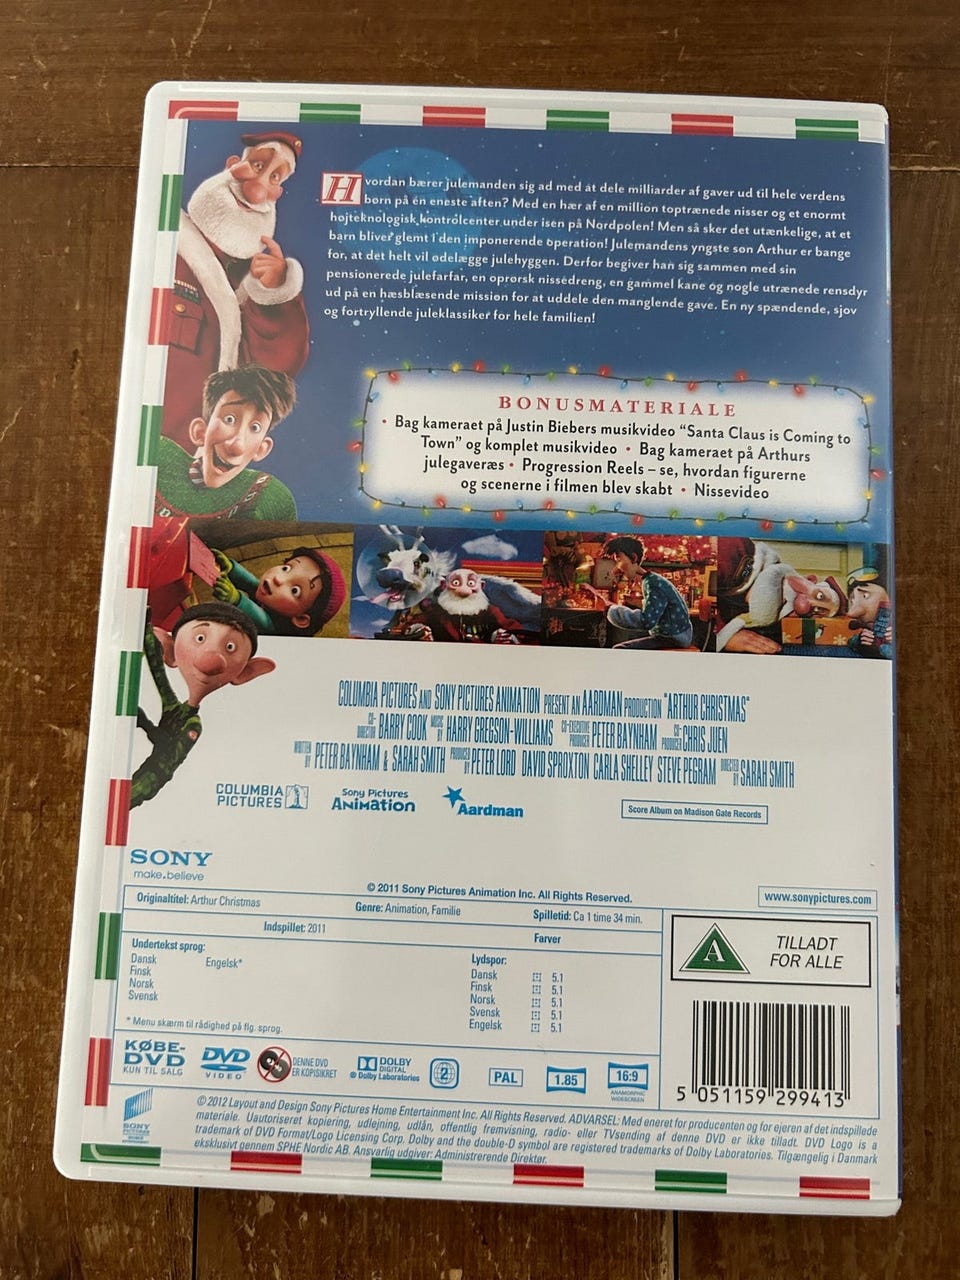 Hvordan bærer julemanden sig ad med at dele milliarder af gaver ud til hele verdens
børn på én eneste aften? Med en hær af en million toptrænede nisser og et enormt
højteknologisk kontrolcenter under isen på Nordpolen! Men så sker det utænkelige, at et
barn bliver glemt i den imponerende operation! Julemandens yngste søn Arthur er bange
for, at det helt vil ødelægge julehyggen. Derfor begiver han sig sammen med sin
pensionerede julefarfar, en oprørsk nissedreng, en gammel kane og nogle utrænede rensdyr
ud på en hæsblæsende mission for at uddele den manglende gave. En ny spændende, sjov
og fortryllende juleklassiker for hele familien!
BONUSMATERIALE
• Bag kameraet på Justin Biebers musikvideo "Santa Claus is Coming to
Town" og komplet musikvideo • Bag kameraet på Arthurs
julegaveræs • Progression Reels – se, hvordan figurerne
og scenerne i filmen blev skabt • Nissevideo
COLUMBIA PICTURES AND SONY PICTURES ANIMATION PRESENT AN AARDMAN PRODUCTION "ARTHUR CHRISTMAS"
CO-DIRECTOR BARRY COOK MUSIC BY HARRY GREGSON-WILLIAMS CO-EXECUTIVE PRODUCER PETER BAYNHAM CO-PRODUCER CHRIS JUEN
WRITTEN BY PETER BAYNHAM & SARAH SMITH PRODUCED BY PETER LORD DAVID SPROXTON CARLA SHELLEY STEVE PEGRAM DIRECTED BY SARAH SMITH
COLUMBIA PICTURES
Sony Pictures ANIMATION
Aardman
Score Album on Madison Gate Records
SONY
make.believe
© 2011 Sony Pictures Animation Inc. All Rights Reserved.
www.sonypictures.com
Originaltitel: Arthur Christmas
Genre: Animation, Familie
Spilletid: Ca 1 time 34 min.
Indspillet: 2011
Farver
Undertekst sprog:
Dansk Engelsk*
Finsk
Norsk
Svensk
* Menu skærm til rådighed på flg. sprog.
Lydspor:
Dansk 5.1
Finsk 5.1
Norsk 5.1
Svensk 5.1
Engelsk 5.1
A
TILLADT
FOR ALLE
KØBE-
DVD
KUN TIL SALG
DVD
VIDEO
DENNE DVD
ER KOPISIKRET
DOLBY
DIGITAL
® Dolby Laboratories
2
PAL
1.85
16:9
ANAMORPHIC
WIDESCREEN
5 051159 299413
SONY
PICTURES
© 2012 Layout and Design Sony Pictures Home Entertainment Inc. All Rights Reserved. ADVARSEL: Med eneret for producenten og for ejeren af det indspillede
materiale. Uautoriseret kopiering, udlejning, udlån, offentlig fremvisning, radio- eller TVsending af denne DVD er ikke tilladt. DVD Logo is a
trademark of DVD Format/Logo Licensing Corp. Dolby and the double-D symbol are registered trademarks of Dolby Laboratories. Tilgængelig i Danmark
eksklusivt gennem SPHE Nordic AB. Ansvarlig udgiver: Administrerende Direktør.